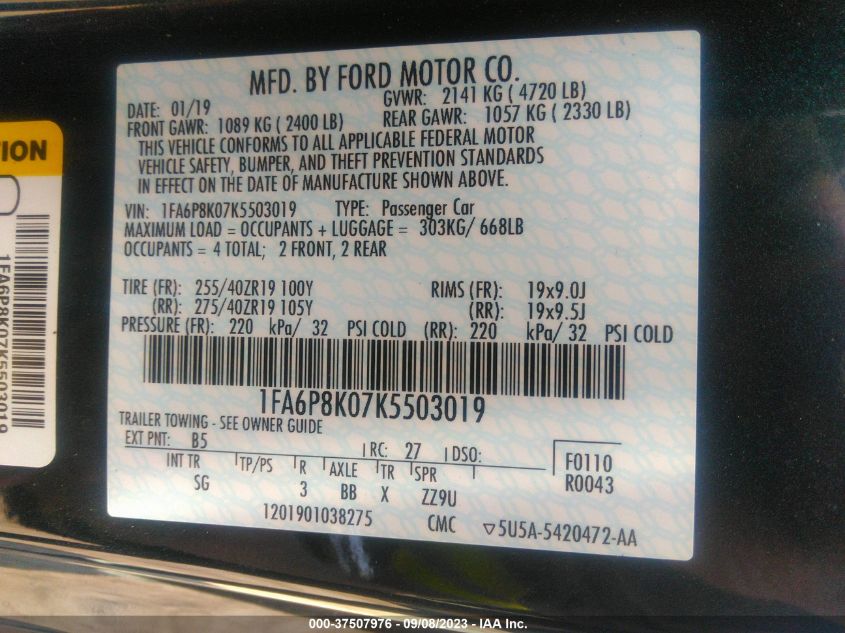 MFD. BY FORD MOTOR CO.
DATE: 01/19 GVWR: 2141 KG ( 4720 LB)
FRONT GAWR: 1089 KG ( 2400 LB) REAR GAWR: 1057 KG ( 2330 LB)
THIS VEHICLE CONFORMS TO ALL APPLICABLE FEDERAL MOTOR
VEHICLE SAFETY, BUMPER, AND THEFT PREVENTION STANDARDS
IN EFFECT ON THE DATE OF MANUFACTURE SHOWN ABOVE.
VIN: 1FA6P8K07K5503019 TYPE: Passenger Car
MAXIMUM LOAD = OCCUPANTS + LUGGAGE = 303KG/ 668LB
OCCUPANTS = 4 TOTAL; 2 FRONT, 2 REAR
TIRE (FR): 255/40ZR19 100Y RIMS (FR): 19x9.0J
(RR): 275/40ZR19 105Y (RR): 19x9.5J
PRESSURE (FR): 220 kPa/ 32 PSI COLD (RR): 220 kPa/ 32 PSI COLD
1FA6P8K07K5503019
TRAILER TOWING - SEE OWNER GUIDE
EXT PNT: B5 RC: 27 DSO: F0110
INT TR TP/PS R AXLE TR SPR R0043
SG 3 BB X ZZ9U
1201901038275 CMC ▽5U5A-5420472-AA
TION
1FA6P8K07K5503019
000-37507976 - 09/08/2023 - IAA Inc.